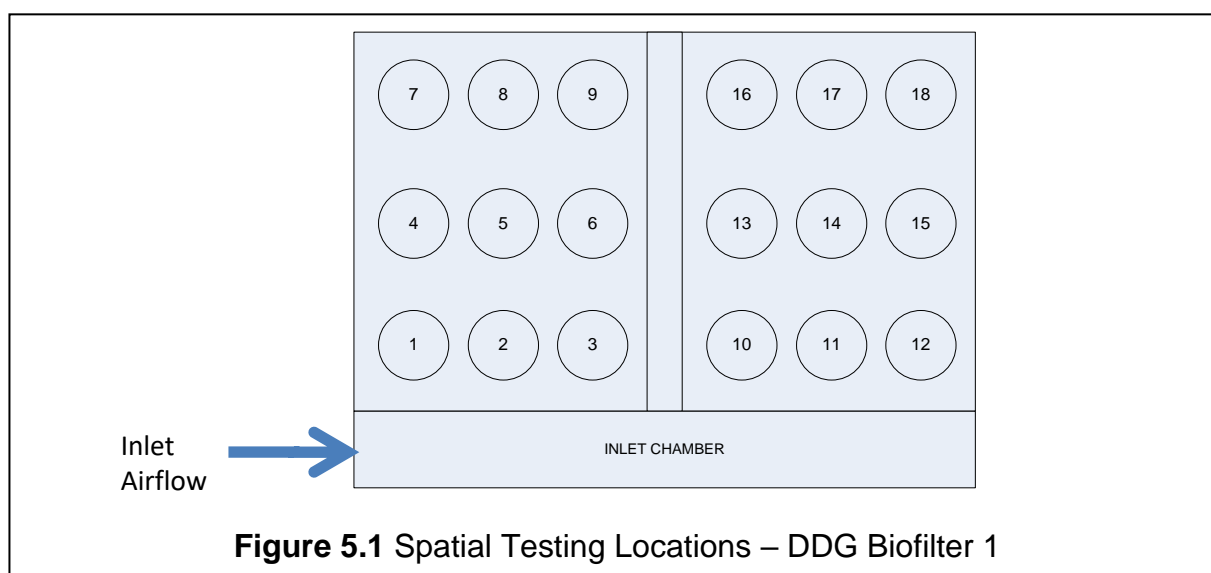 7 8 9 16 17 18
4 5 6 13 14 15
1 2 3 10 11 12
Inlet
Airflow
INLET CHAMBER
Figure 5.1 Spatial Testing Locations – DDG Biofilter 1